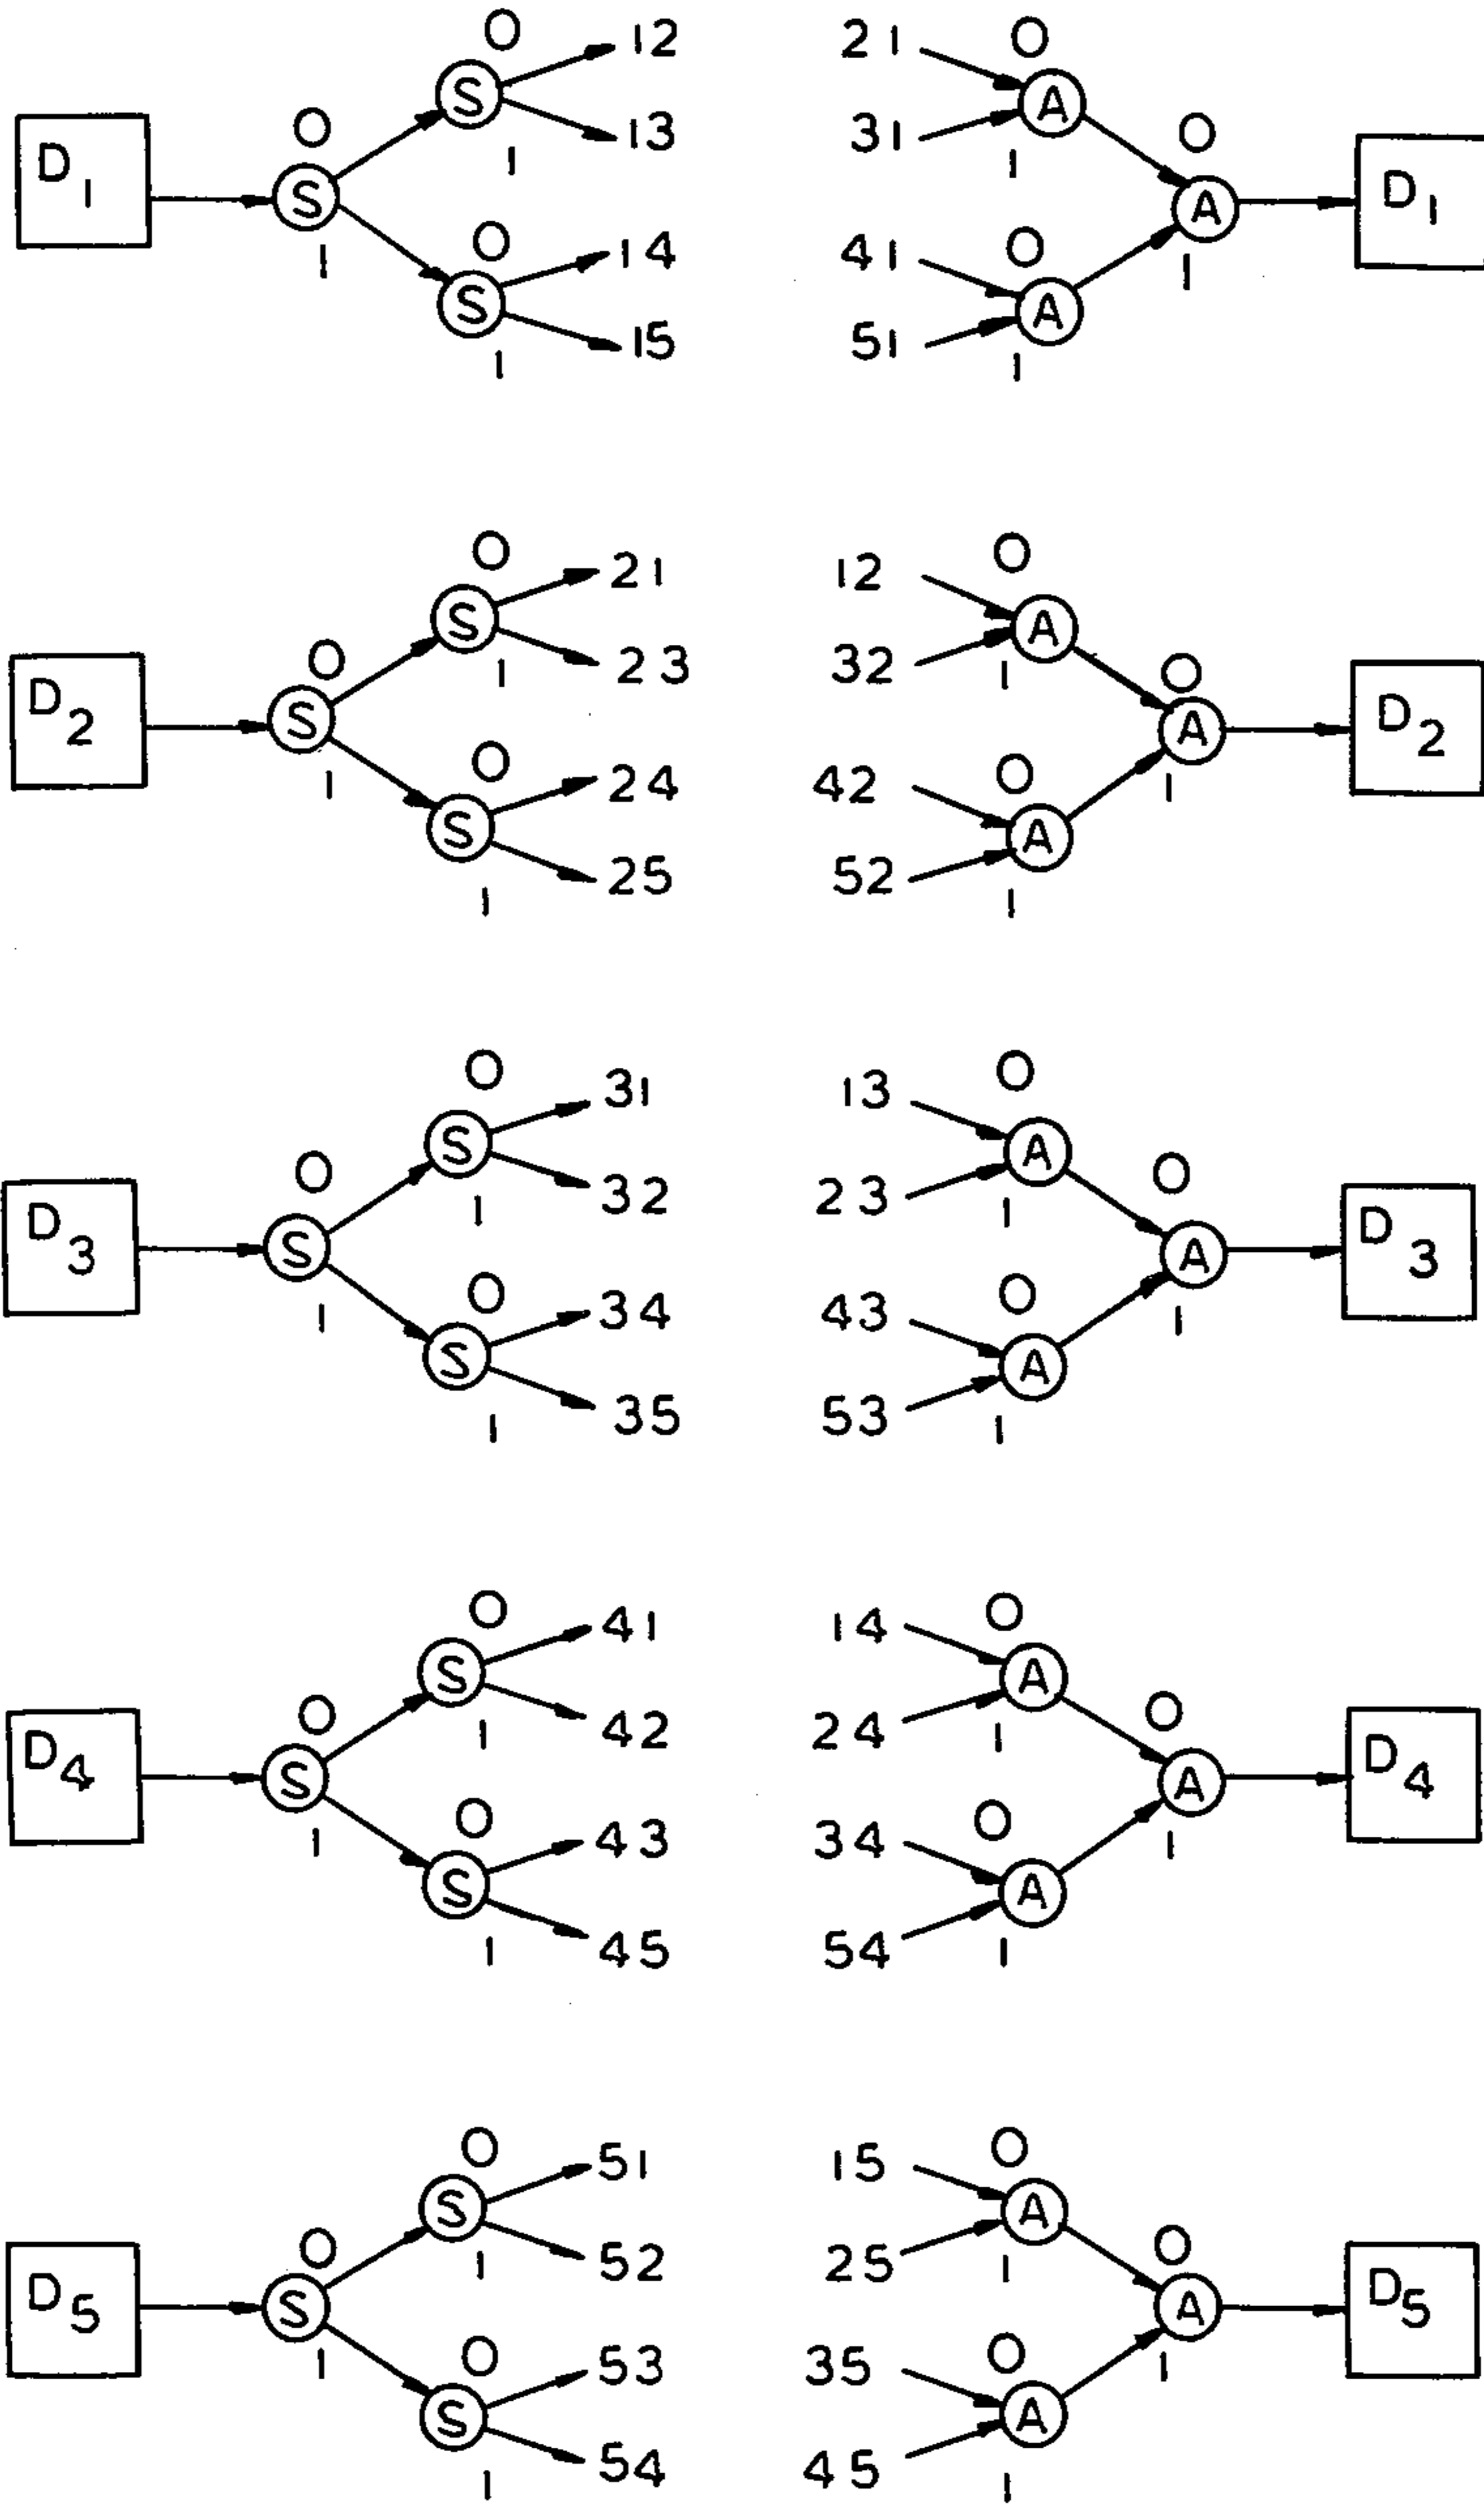 O 12 21 O
S A
O 13 31 O
D1 1 1 D1
S A
O 14 41 O
1 S A 1
15 51
1 1
O 21 12 O
S A
O 23 32 O
D2 1 1 D2
S A
O 24 42 O
1 S A 1
25 52
1 1
O 31 13 O
S A
O 32 23 O
D3 1 1 D3
S A
O 34 43 O
1 S A 1
35 53
1 1
O 41 14 O
S A
O 42 24 O
D4 1 1 D4
S A
O 43 34 O
1 S A 1
45 54
1 1
O 51 15 O
S A
O 52 25 O
D5 1 1 D5
S A
O 53 35 O
1 S A 1
54 45
1 1